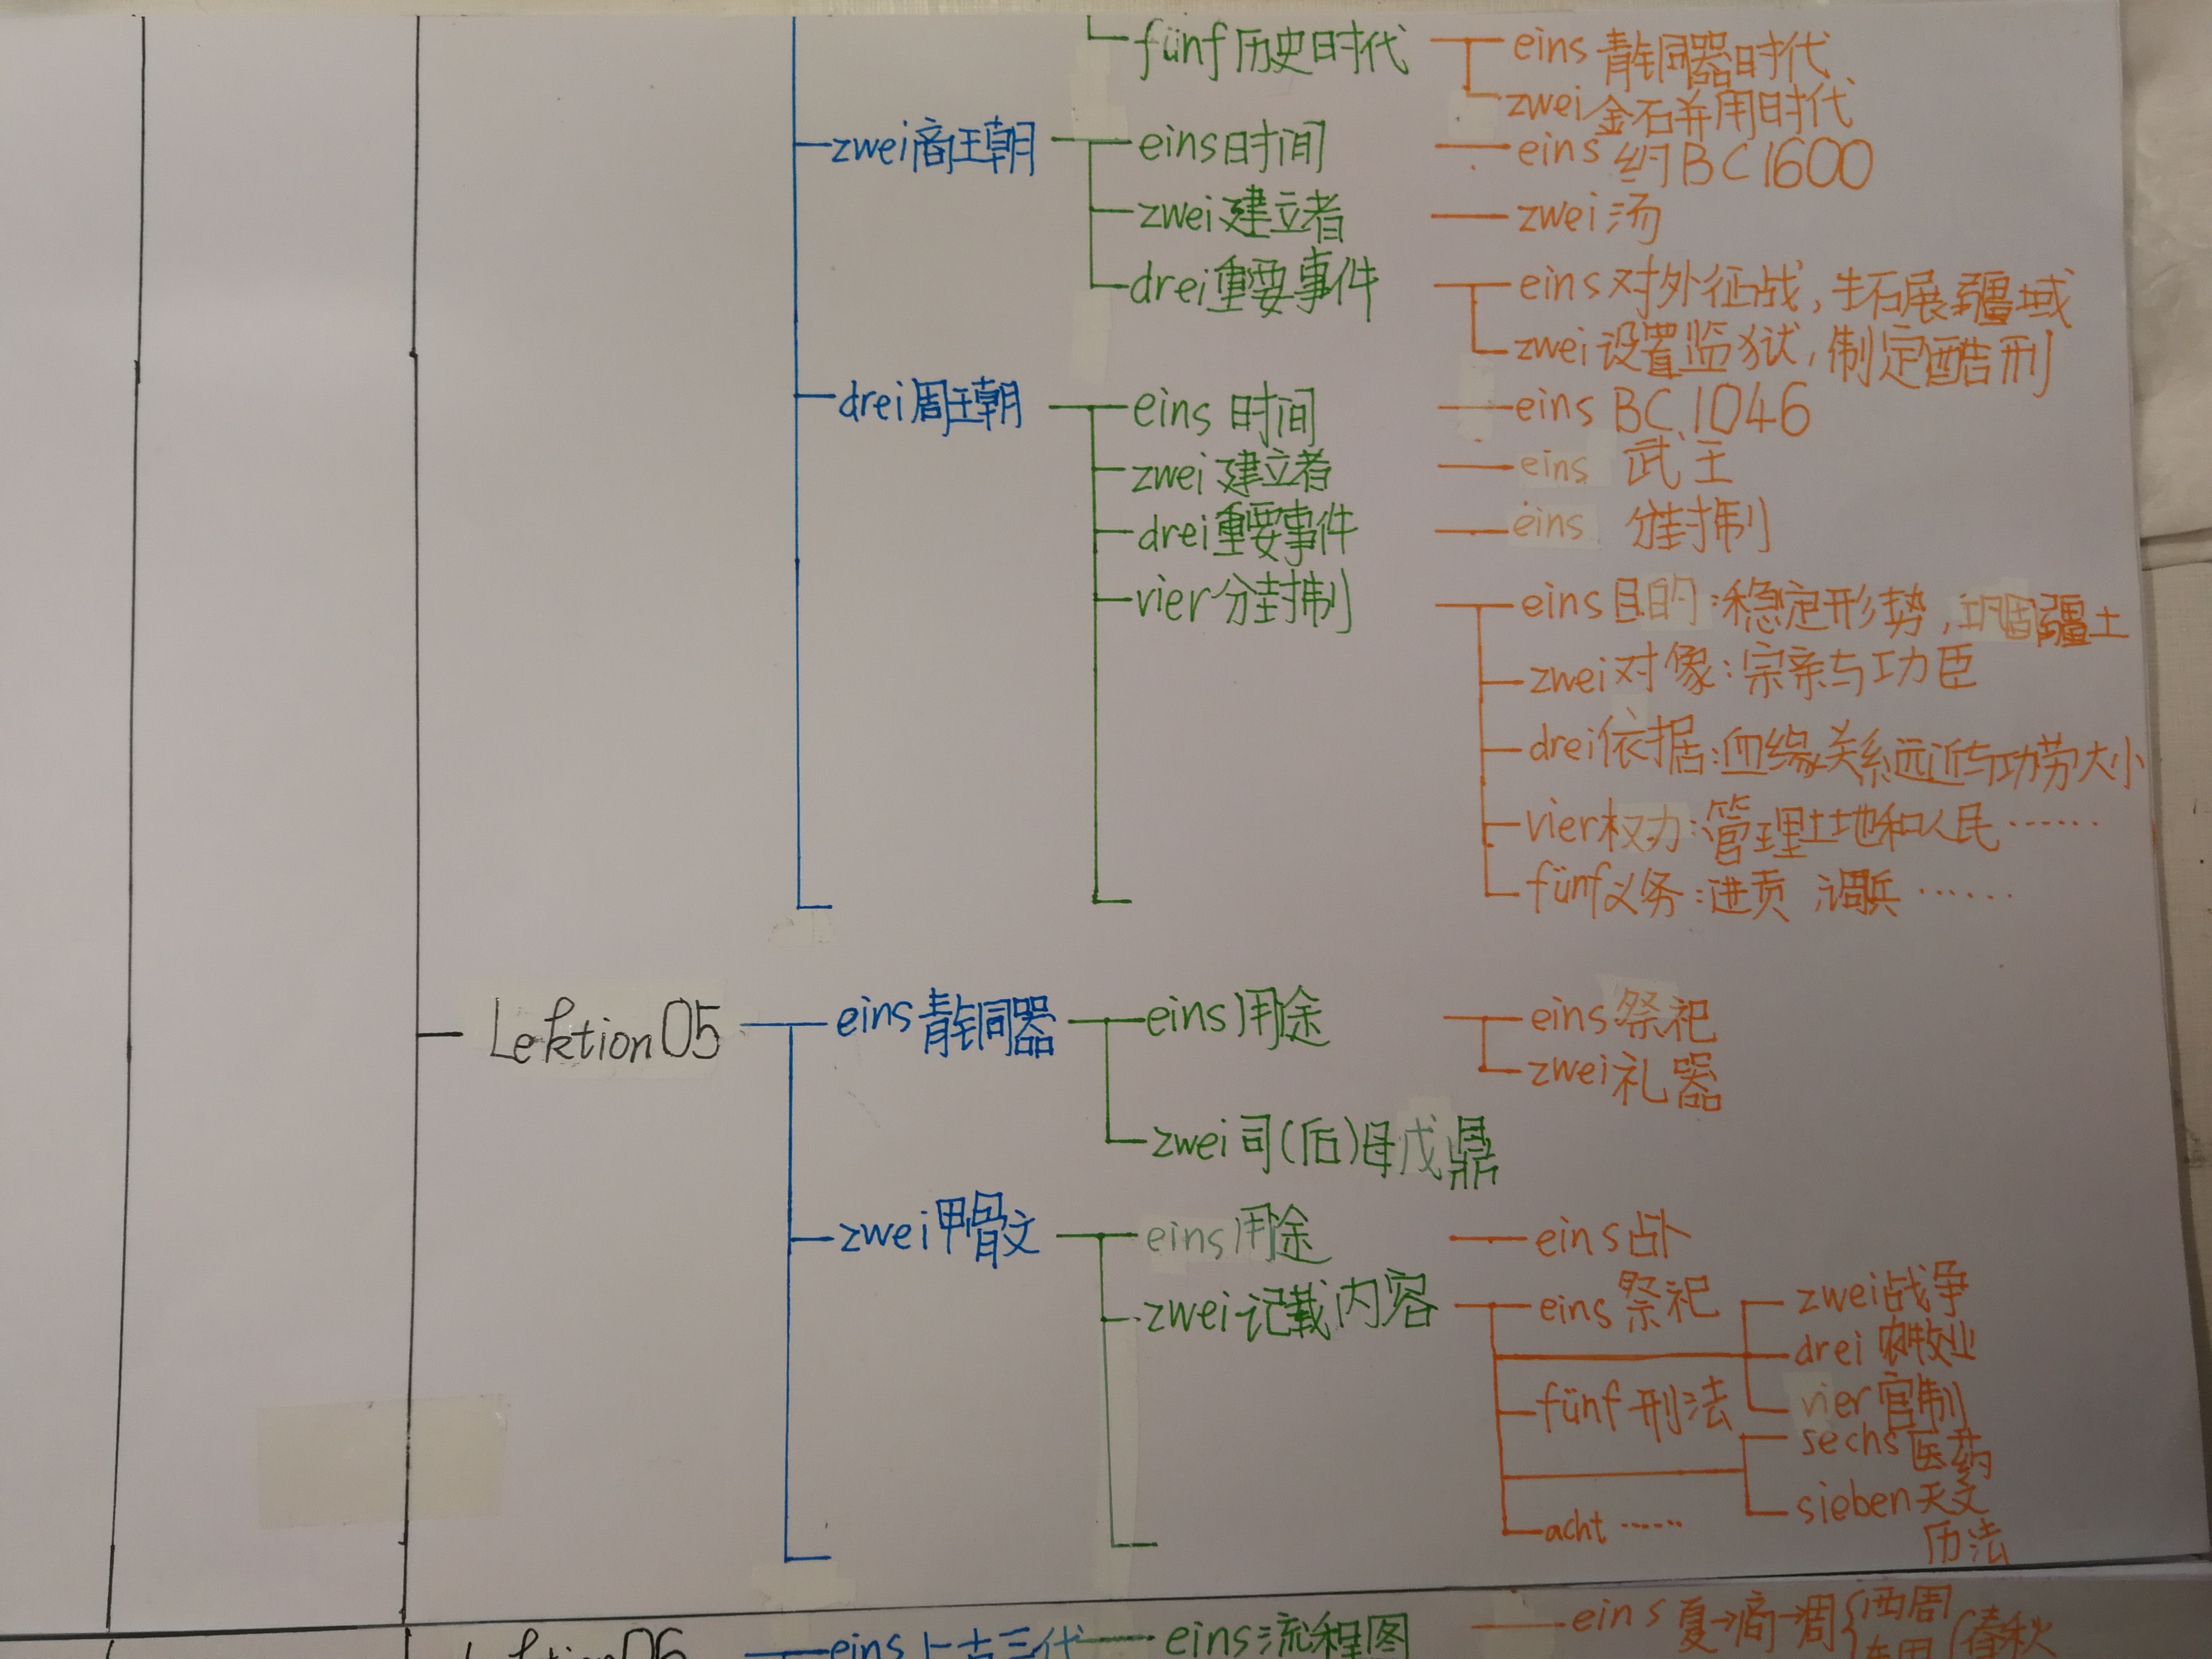 fünf 历史时代
eins 青铜器时代
zwei 金石并用时代
zwei 商王朝
eins 时间
eins 约BC1600
zwei 建立者
zwei 汤
drei 重要事件
eins 对外征战,拓展疆域
zwei 设置监狱,制定酷刑
drei 周王朝
eins 时间
eins BC1046
zwei 建立者
eins 武王
drei 重要事件
eins 分封制
vier 分封制
eins 目的:稳定形势,巩固疆土
zwei 对象:宗亲与功臣
drei 依据:血缘关系远近与功劳大小
vier 权力:管理土地和人民……
fünf 义务:进贡,调兵……
Lektion 05
eins 青铜器
eins 用途
eins 祭祀
zwei 礼器
zwei 司(后)母戊鼎
zwei 甲骨文
eins 用途
eins 占卜
zwei 记载内容
eins 祭祀
zwei 战争
drei 农牧业
vier 官制
fünf 刑法
sechs 医药
sieben 天文
历法
acht ……
Lektion 06
eins 上古三代
eins 流程图
eins 夏→商→周{西周
东周{春秋